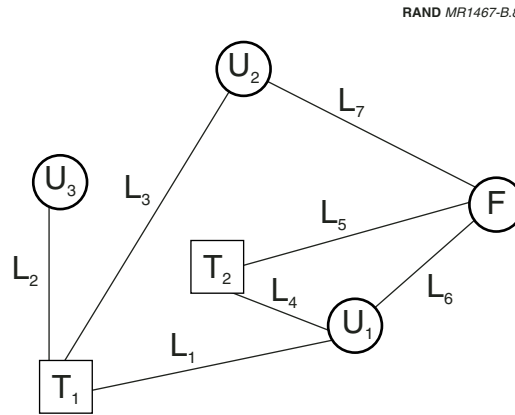 RAND MR1467-B.8
U₂
L₇
U₃
L₃
F
L₅
T₂
L₂
L₄
L₆
U₁
L₁
T₁